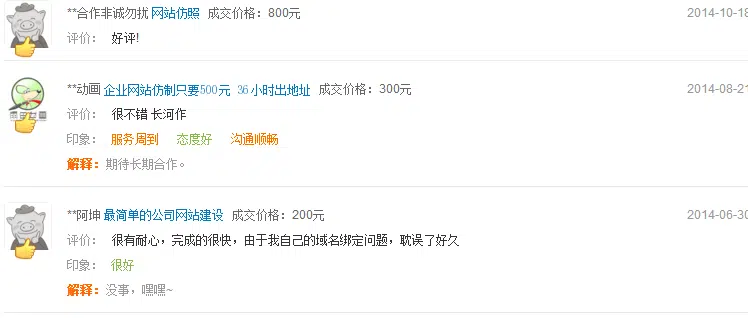 **合作非诚勿扰 网站仿照 成交价格：800元 2014-10-18
评价： 好评!
**动画 企业网站仿制只要500元 36小时出地址 成交价格：300元 2014-08-21
评价： 很不错 长河作
印象： 服务周到 态度好 沟通顺畅
解释：期待长期合作。
**阿坤 最简单的公司网站建设 成交价格：200元 2014-06-30
评价： 很有耐心，完成的很快，由于我自己的域名绑定问题，耽误了好久
印象： 很好
解释：没事，嘿嘿~